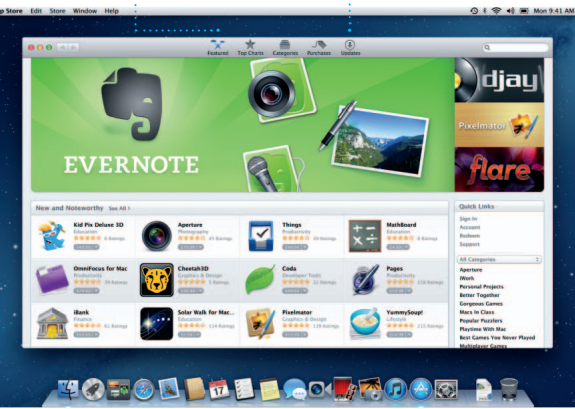 p Store Edit Store Window Help
Mon 9:41 AM
Featured Top Charts Categories Purchases Updates
EVERNOTE
djay
Pixelmator
flare
New and Noteworthy See All
Quick Links
Sign In
Account
Redeem
Support
All Categories
Aperture
iWork
Personal Projects
Better Together
Gorgeous Games
Macs In Class
Popular Puzzlers
Playtime With Mac
Best Games You Never Played
Multiplayer Games
Kid Pix Deluxe 3D
Education
Aperture
Photography
Things
Productivity
MathBoard
Education
OmniFocus for Mac
Productivity
Cheetah3D
Graphics & Design
5 Ratings
Coda
Developer Tools
Pages
Productivity
iBank
Finance
61 Ratings
Solar Walk for Mac...
Education
Pixelmator
Graphics & Design
YummySoup!
Lifestyle
17